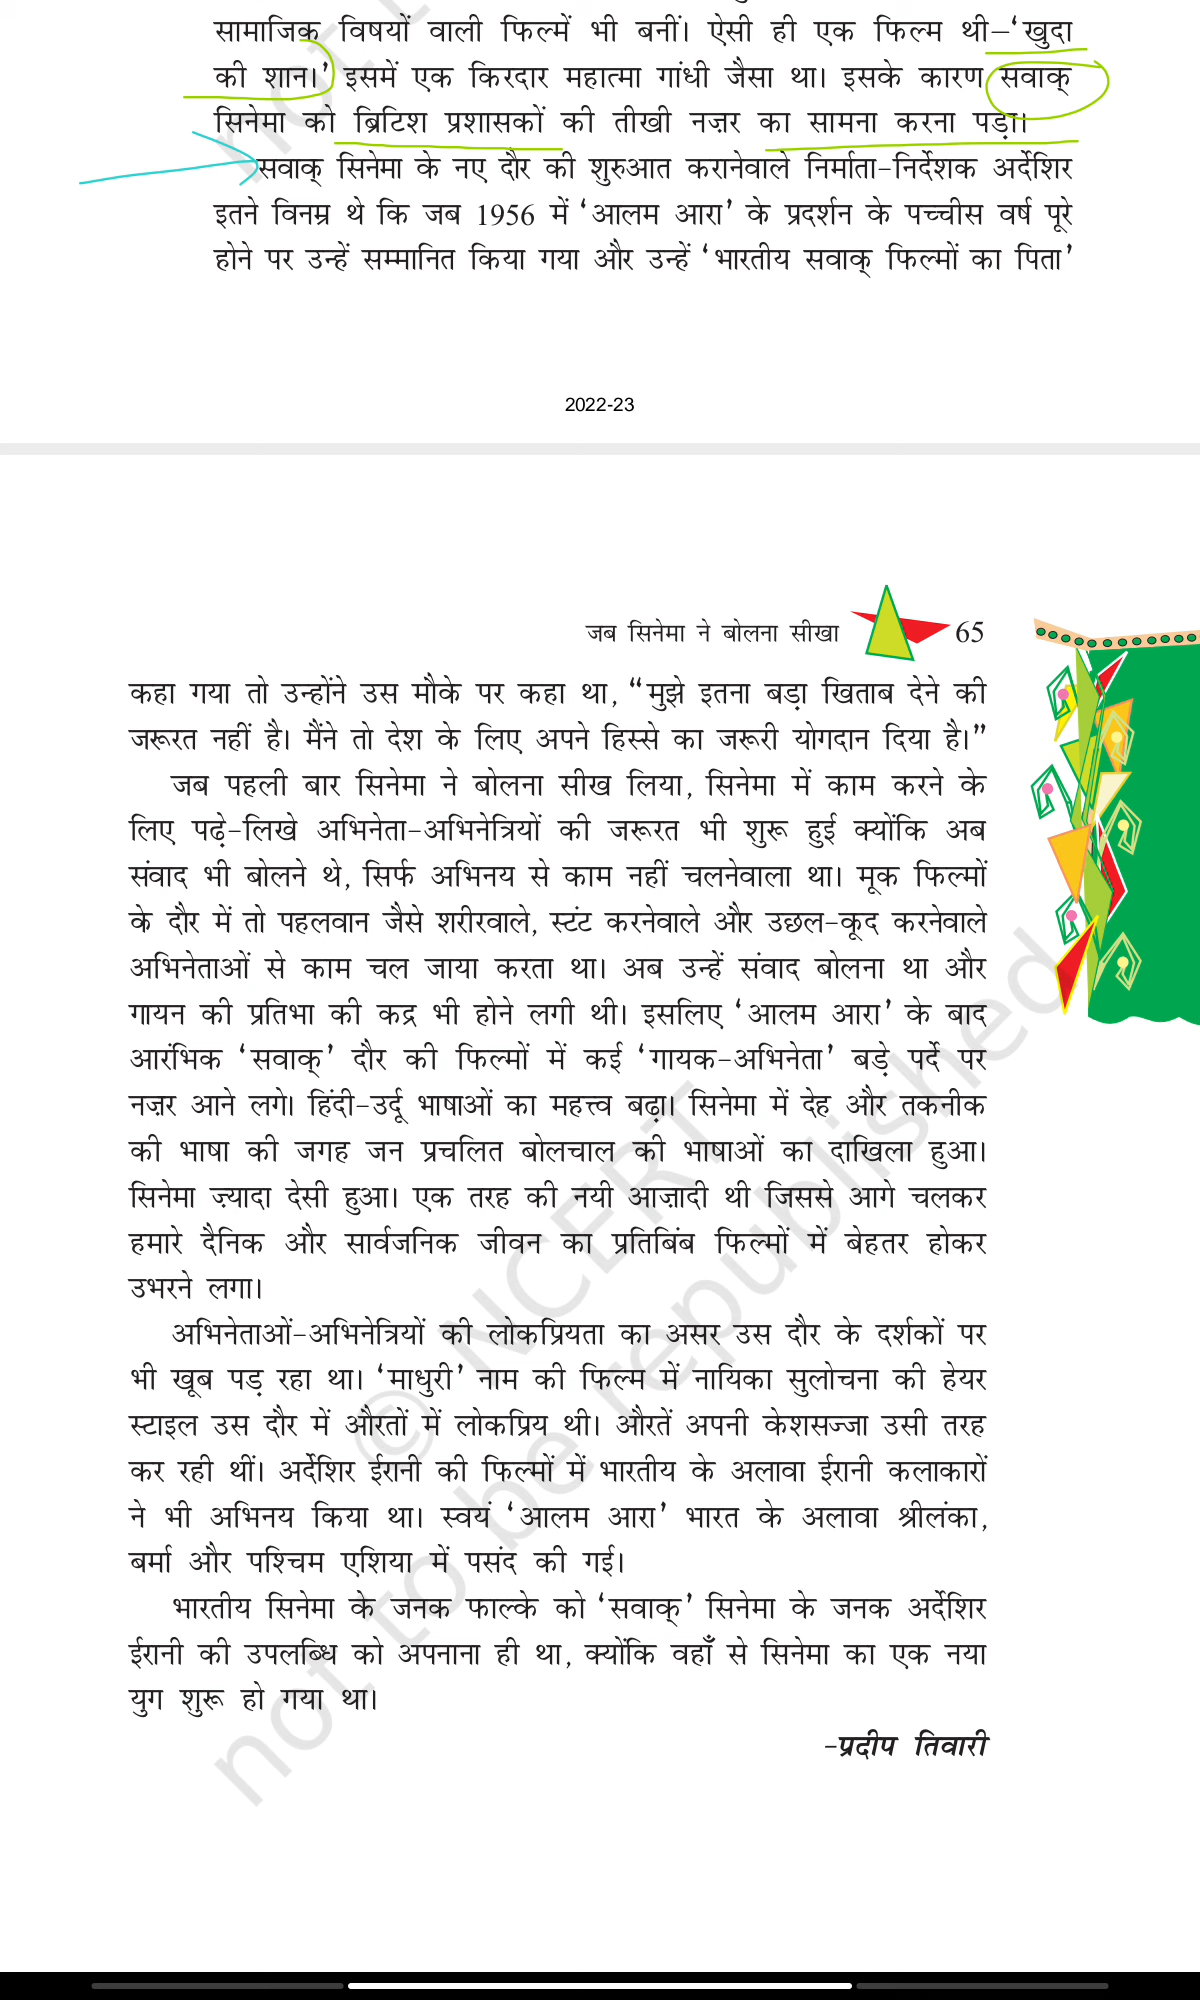 सामाजिक विषयों वाली फिल्में भी बनीं। ऐसी ही एक फिल्म थी–‘खुदा
की शान।’ इसमें एक किरदार महात्मा गांधी जैसा था। इसके कारण सवाक्
सिनेमा को ब्रिटिश प्रशासकों की तीखी नज़र का सामना करना पड़ा।
सवाक् सिनेमा के नए दौर की शुरुआत करानेवाले निर्माता-निर्देशक अर्देशिर
इतने विनम्र थे कि जब 1956 में ‘आलम आरा’ के प्रदर्शन के पच्चीस वर्ष पूरे
होने पर उन्हें सम्मानित किया गया और उन्हें ‘भारतीय सवाक् फिल्मों का पिता’
2022-23
जब सिनेमा ने बोलना सीखा 65
कहा गया तो उन्होंने उस मौके पर कहा था, “मुझे इतना बड़ा खिताब देने की
जरूरत नहीं है। मैंने तो देश के लिए अपने हिस्से का जरूरी योगदान दिया है।”
जब पहली बार सिनेमा ने बोलना सीख लिया, सिनेमा में काम करने के
लिए पढ़े-लिखे अभिनेता-अभिनेत्रियों की जरूरत भी शुरू हुई क्योंकि अब
संवाद भी बोलने थे, सिर्फ अभिनय से काम नहीं चलनेवाला था। मूक फिल्मों
के दौर में तो पहलवान जैसे शरीरवाले, स्टंट करनेवाले और उछल-कूद करनेवाले
अभिनेताओं से काम चल जाया करता था। अब उन्हें संवाद बोलना था और
गायन की प्रतिभा की कद्र भी होने लगी थी। इसलिए ‘आलम आरा’ के बाद
आरंभिक ‘सवाक्’ दौर की फिल्मों में कई ‘गायक-अभिनेता’ बड़े पर्दे पर
नज़र आने लगे। हिंदी-उर्दू भाषाओं का महत्त्व बढ़ा। सिनेमा में देह और तकनीक
की भाषा की जगह जन प्रचलित बोलचाल की भाषाओं का दाखिला हुआ।
सिनेमा ज़्यादा देसी हुआ। एक तरह की नयी आज़ादी थी जिससे आगे चलकर
हमारे दैनिक और सार्वजनिक जीवन का प्रतिबिंब फिल्मों में बेहतर होकर
उभरने लगा।
अभिनेताओं-अभिनेत्रियों की लोकप्रियता का असर उस दौर के दर्शकों पर
भी खूब पड़ रहा था। ‘माधुरी’ नाम की फिल्म में नायिका सुलोचना की हेयर
स्टाइल उस दौर में औरतों में लोकप्रिय थी। औरतें अपनी केशसज्जा उसी तरह
कर रही थीं। अर्देशिर ईरानी की फिल्मों में भारतीय के अलावा ईरानी कलाकारों
ने भी अभिनय किया था। स्वयं ‘आलम आरा’ भारत के अलावा श्रीलंका,
बर्मा और पश्चिम एशिया में पसंद की गई।
भारतीय सिनेमा के जनक फाल्के को ‘सवाक्’ सिनेमा के जनक अर्देशिर
ईरानी की उपलब्धि को अपनाना ही था, क्योंकि वहाँ से सिनेमा का एक नया
युग शुरू हो गया था।
–प्रदीप तिवारी
© NCERT
not to be republished